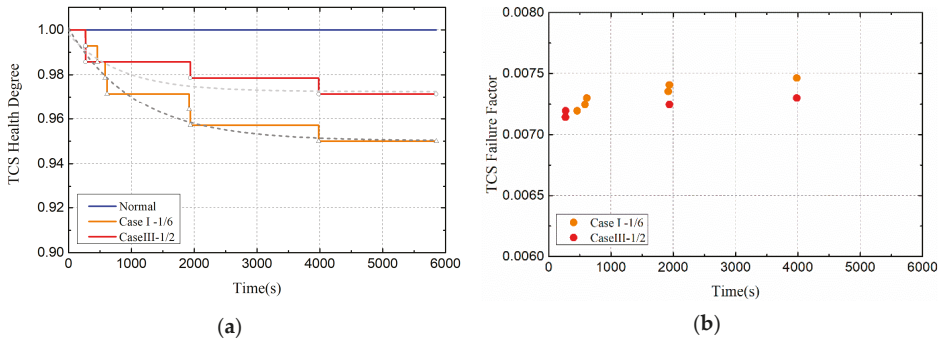 (a)
TCS Health Degree
1.00
0.98
0.96
0.94
0.92
0.90
Normal
Case I -1/6
CaseIII-1/2
0 1000 2000 3000 4000 5000 6000
Time(s)
(a)
TCS Failure Factor
0.0080
0.0075
0.0070
0.0065
0.0060
Case I -1/6
CaseIII-1/2
0 1000 2000 3000 4000 5000 6000
Time(s)
(b)